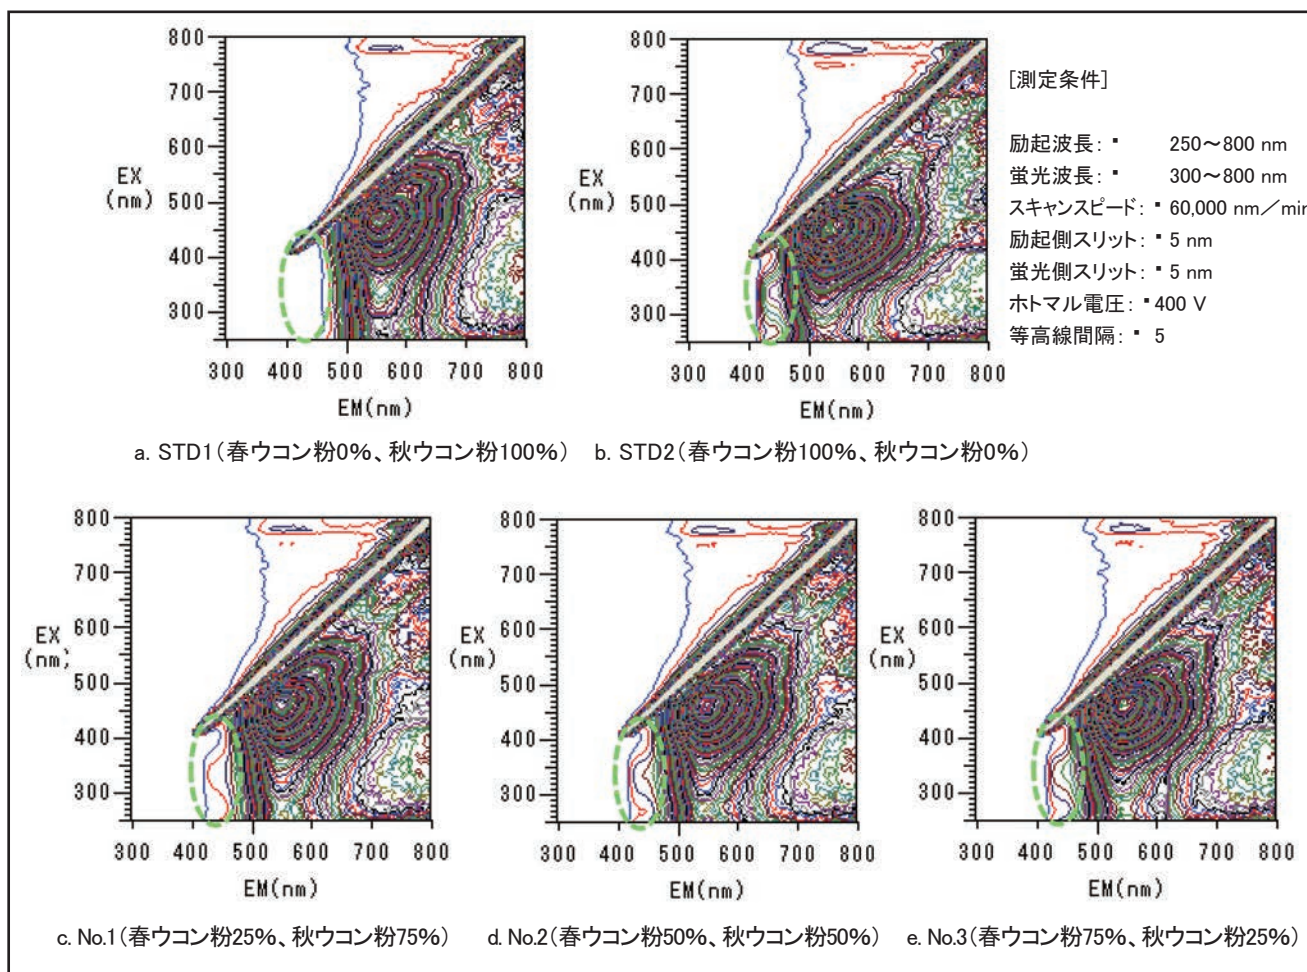 800
700
600
EX
(nm)
500
400
300
300 400 500 600 700 800
EM(nm)
a. STD1(春ウコン粉0%、秋ウコン粉100%)
800
700
600
EX
(nm)
500
400
300
300 400 500 600 700 800
EM(nm)
b. STD2(春ウコン粉100%、秋ウコン粉0%)
[測定条件]
励起波長: ▪ 250~800 nm
蛍光波長: ▪ 300~800 nm
スキャンスピード: ▪ 60,000 nm/min
励起側スリット: ▪ 5 nm
蛍光側スリット: ▪ 5 nm
ホトマル電圧: ▪ 400 V
等高線間隔: ▪ 5
800
700
600
EX
(nm)
500
400
300
300 400 500 600 700 800
EM(nm)
c. No.1(春ウコン粉25%、秋ウコン粉75%)
800
700
600
EX
(nm)
500
400
300
300 400 500 600 700 800
EM(nm)
d. No.2(春ウコン粉50%、秋ウコン粉50%)
800
700
600
EX
(nm)
500
400
300
300 400 500 600 700 800
EM(nm)
e. No.3(春ウコン粉75%、秋ウコン粉25%)